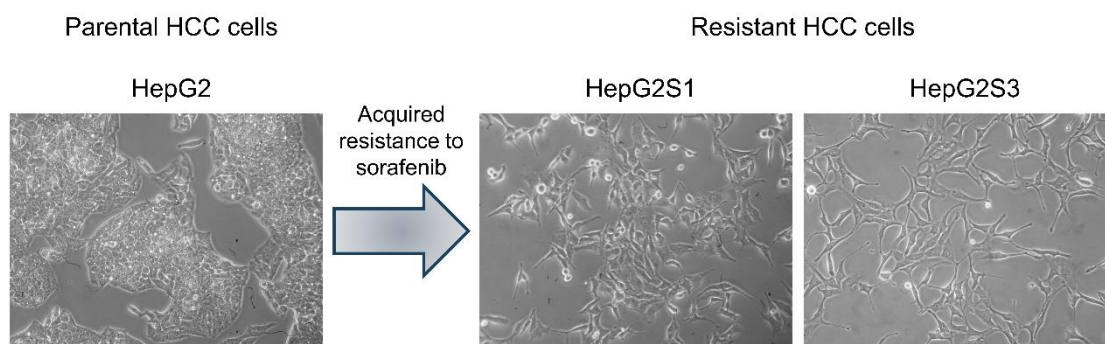 Parental HCC cells
Resistant HCC cells
HepG2
Acquired
resistance to
sorafenib
HepG2S1
HepG2S3